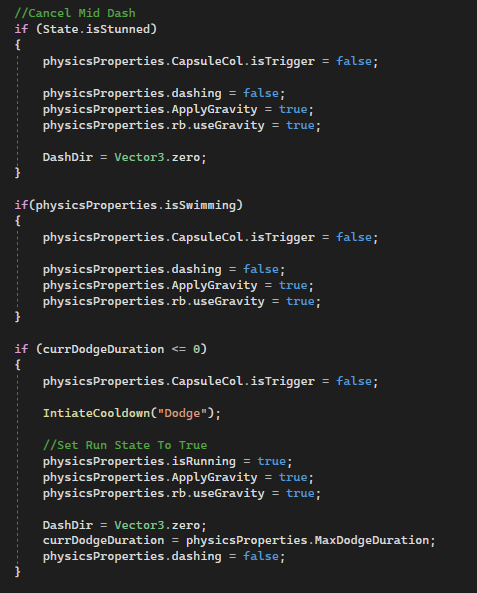 //Cancel Mid Dash
if (State.isStunned)
{
physicsProperties.CapsuleCol.isTrigger = false;
physicsProperties.dashing = false;
physicsProperties.ApplyGravity = true;
physicsProperties.rb.useGravity = true;
DashDir = Vector3.zero;
}
if(physicsProperties.isSwimming)
{
physicsProperties.CapsuleCol.isTrigger = false;
physicsProperties.dashing = false;
physicsProperties.ApplyGravity = true;
physicsProperties.rb.useGravity = true;
}
if (currDodgeDuration <= 0)
{
physicsProperties.CapsuleCol.isTrigger = false;
IntiateCooldown("Dodge");
//Set Run State To True
physicsProperties.isRunning = true;
physicsProperties.ApplyGravity = true;
physicsProperties.rb.useGravity = true;
DashDir = Vector3.zero;
currDodgeDuration = physicsProperties.MaxDodgeDuration;
physicsProperties.dashing = false;
}